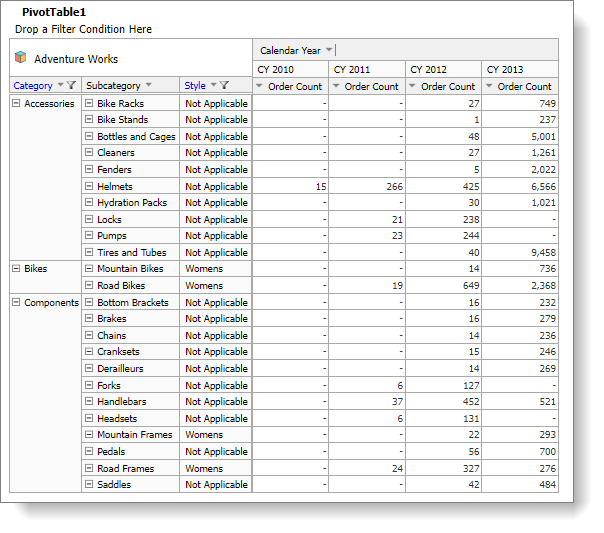 PivotTable1
Drop a Filter Condition Here
Adventure Works
Calendar Year
CY 2010 CY 2011 CY 2012 CY 2013
Category Subcategory Style Order Count Order Count Order Count Order Count
Accessories Bike Racks Not Applicable - - 27 749
Bike Stands Not Applicable - - 1 237
Bottles and Cages Not Applicable - - 48 5,001
Cleaners Not Applicable - - 27 1,261
Fenders Not Applicable - - 5 2,022
Helmets Not Applicable 15 266 425 6,566
Hydration Packs Not Applicable - - 30 1,021
Locks Not Applicable - 21 238 -
Pumps Not Applicable - 23 244 -
Tires and Tubes Not Applicable - - 40 9,458
Bikes Mountain Bikes Womens - - 14 736
Road Bikes Womens - 19 649 2,368
Components Bottom Brackets Not Applicable - - 16 232
Brakes Not Applicable - - 16 279
Chains Not Applicable - - 14 236
Cranksets Not Applicable - - 15 246
Derailleurs Not Applicable - - 14 269
Forks Not Applicable - 6 127 -
Handlebars Not Applicable - 37 452 521
Headsets Not Applicable - 6 131 -
Mountain Frames Womens - - 22 293
Pedals Not Applicable - - 56 700
Road Frames Womens - 24 327 276
Saddles Not Applicable - - 42 484